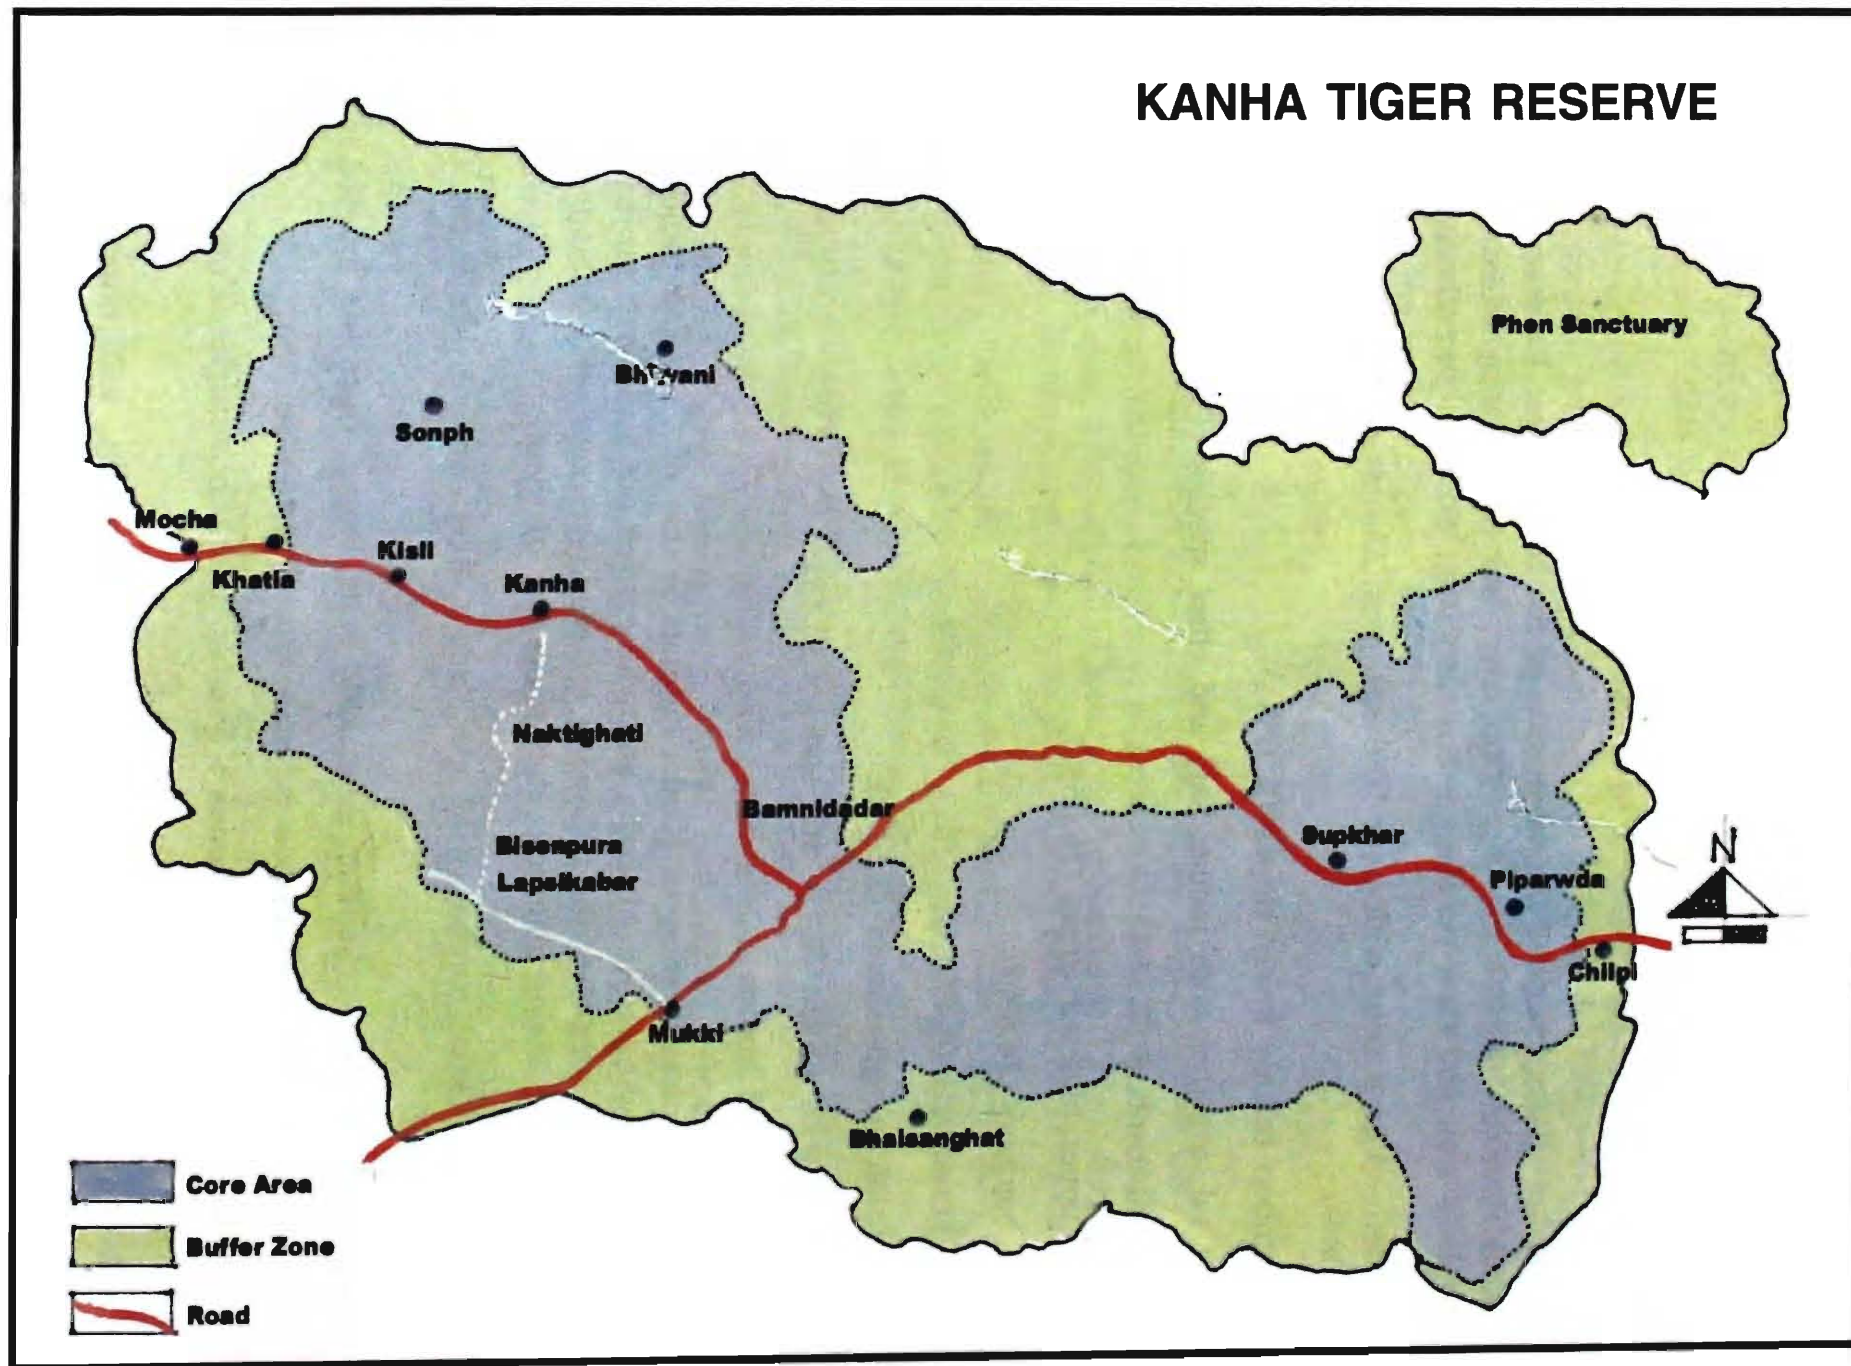 KANHA TIGER RESERVE
Phen Sanctuary
Sonph
Mocha
Khatia
Kisli
Kanha
Naktighati
Bamnidadar
Bisenpura
Lapsikabar
Supkhar
Piparwda
N
Chilpi
Mukki
Bhaisanghat
Core Area
Buffer Zone
Road